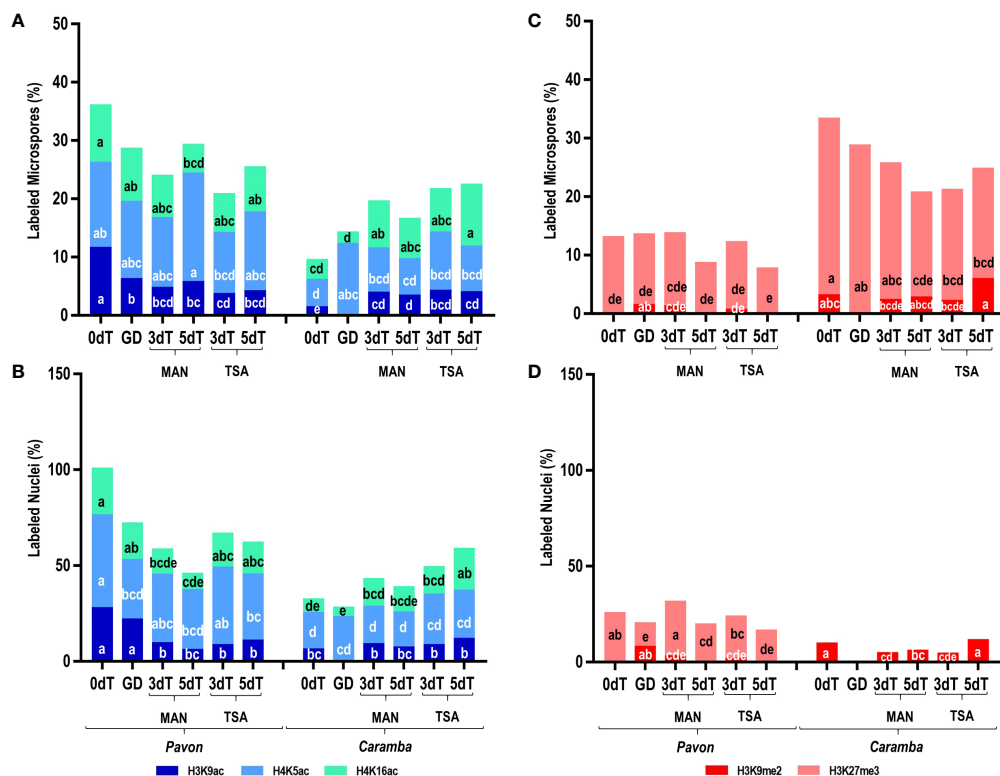 A
Labeled Microspores (%)
50
40
30
20
10
0
a ab abc bcd abc ab cd d ab abc abc a
ab abc abc a bcd abc d abc bcd cd bcd bcd
a b bcd bc cd bcd e bcd bcd bcd bcd
0dT GD 3dT 5dT 3dT 5dT 0dT GD 3dT 5dT 3dT 5dT
MAN TSA MAN TSA
C
Labeled Microspores (%)
50
40
30
20
10
0
de de cde de de e a ab abc cde bcd bcd
ab cde de abc bcde abcd bcde a
0dT GD 3dT 5dT 3dT 5dT 0dT GD 3dT 5dT 3dT 5dT
MAN TSA MAN TSA
B
Labeled Nuclei (%)
150
100
50
0
a ab bcde cde abc abc de e bcd bcde bcd ab
a bcd abc bcd ab bc d cd d d cd cd
a a b bc b b bc b bc b b
0dT GD 3dT 5dT 3dT 5dT 0dT GD 3dT 5dT 3dT 5dT
MAN TSA MAN TSA
Pavon Caramba
H3K9ac H4K5ac H4K16ac
D
Labeled Nuclei (%)
150
100
50
0
ab e a cd bc de
ab cde cde a cd bc cde a
0dT GD 3dT 5dT 3dT 5dT 0dT GD 3dT 5dT 3dT 5dT
MAN TSA MAN TSA
Pavon Caramba
H3K9me2 H3K27me3